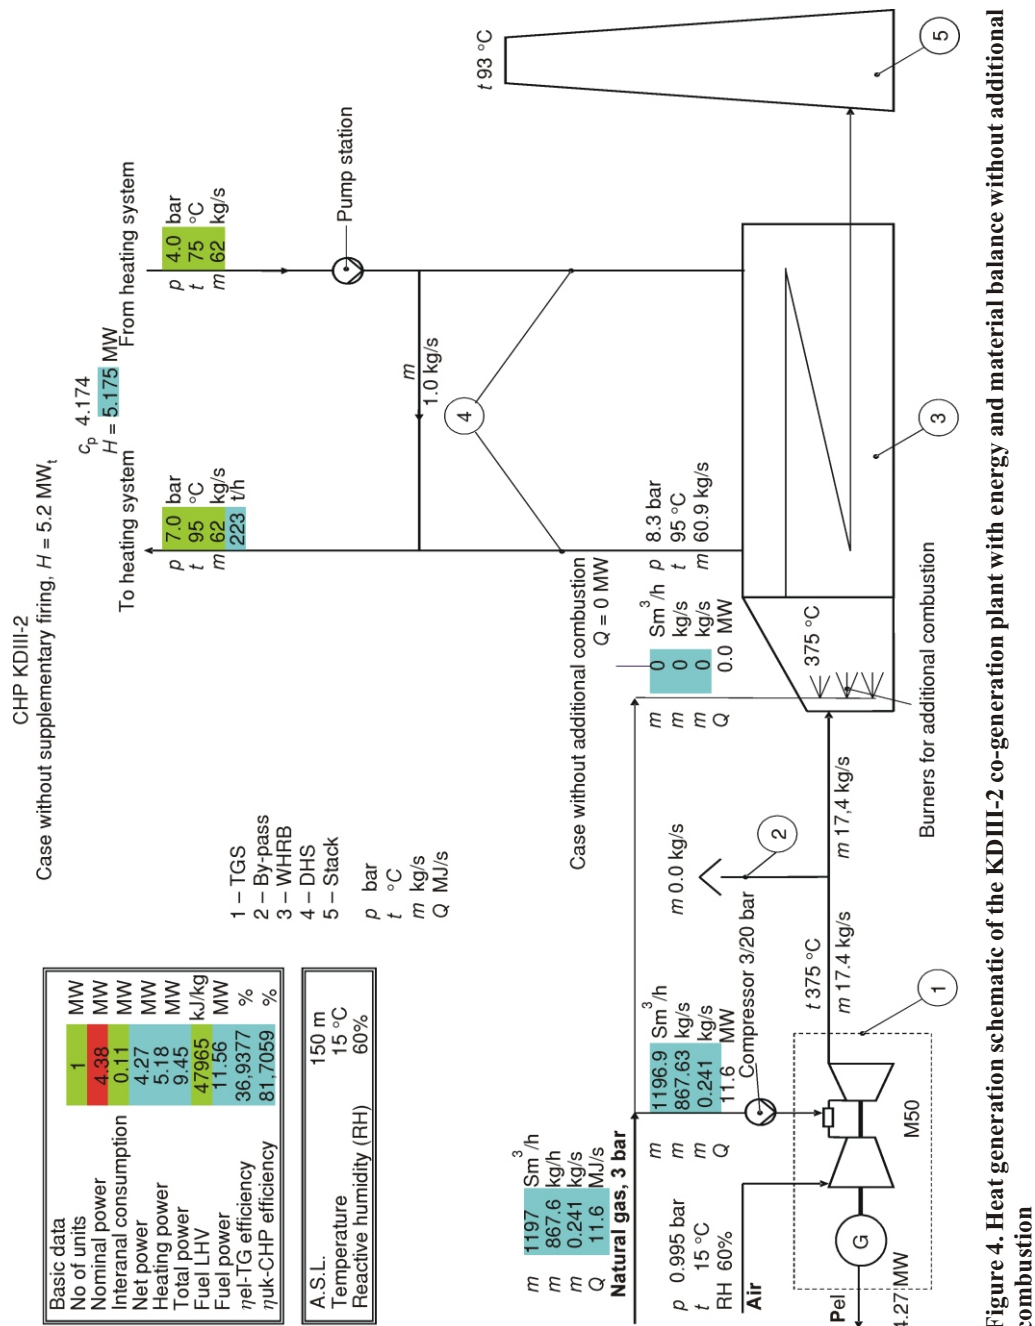 CHP KDIII-2
Case without supplementary firing, H = 5.2 MWt
Basic data
No of units 1 MW
Nominal power 4.38 MW
Interanal consumption 0.11 MW
Net power 4.27 MW
Heating power 5.18 MW
Total power 9.45 MW
Fuel LHV 47965 kJ/kg
Fuel power 11.56 MW
ηel-TG efficiency 36,9377 %
ηuk-CHP efficiency 81,7059 %
A.S.L. 150 m
Temperature 15 °C
Reactive humidity (RH) 60%
1 – TGS
2 – By-pass
3 – WHRB
4 – DHS
5 – Stack
p bar
t °C
m kg/s
Q MJ/s
cp 4.174
H = 5.175 MW
To heating system
p 7.0 bar
t 95 °C
m 62 kg/s
223 t/h
From heating system
p 4.0 bar
t 75 °C
m 62 kg/s
Pump station
m
1.0 kg/s
4
t 93 °C
5
Case without additional combustion
Q = 0 MW
m 0 Sm3/h
m 0 kg/s
m 0 kg/s
Q 0.0 MW
p 8.3 bar
t 95 °C
m 60.9 kg/s
375 °C
3
Burners for additional combustion
m 1197 Sm3/h
m 867.6 kg/h
m 0.241 kg/s
Q 11.6 MJ/s
Natural gas, 3 bar
m 1196.9 Sm3/h
m 867.63 kg/s
m 0.241 kg/s
Q 11.6 MW
Compressor 3/20 bar
m 0.0 kg/s
2
p 0.995 bar
t 15 °C
RH 60%
Air
t 375 °C
m 17.4 kg/s
m 17,4 kg/s
1
M50
G
Pel
4.27 MW
Figure 4. Heat generation schematic of the KDIII-2 co-generation plant with energy and material balance without additional
combustion